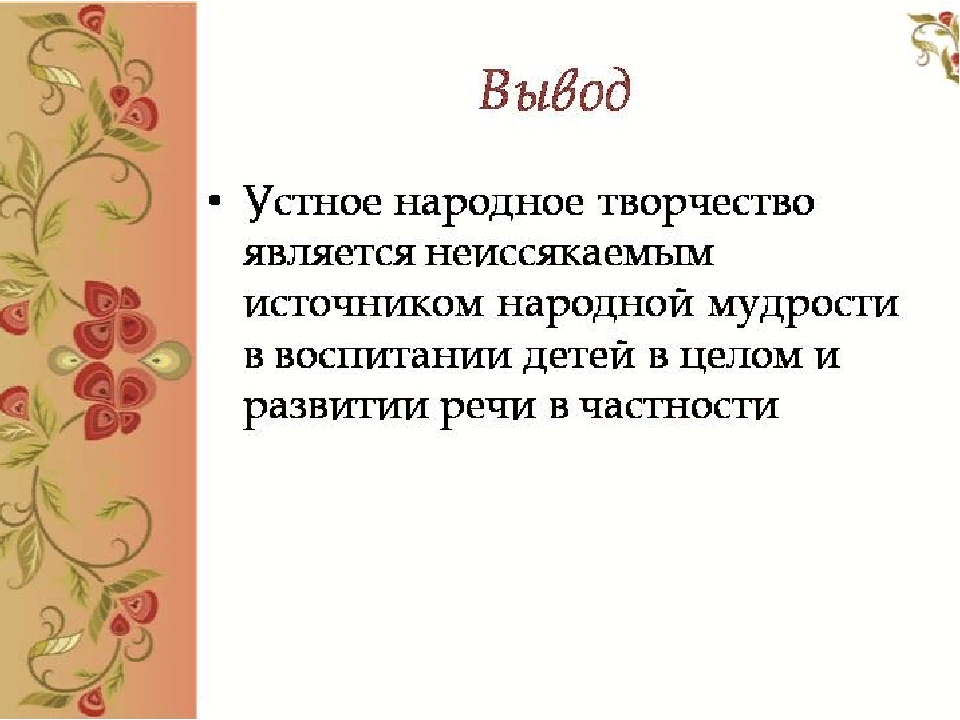 Вывод
• Устное народное творчество
является неиссякаемым
источником народной мудрости
в воспитании детей в целом и
развитии речи в частности